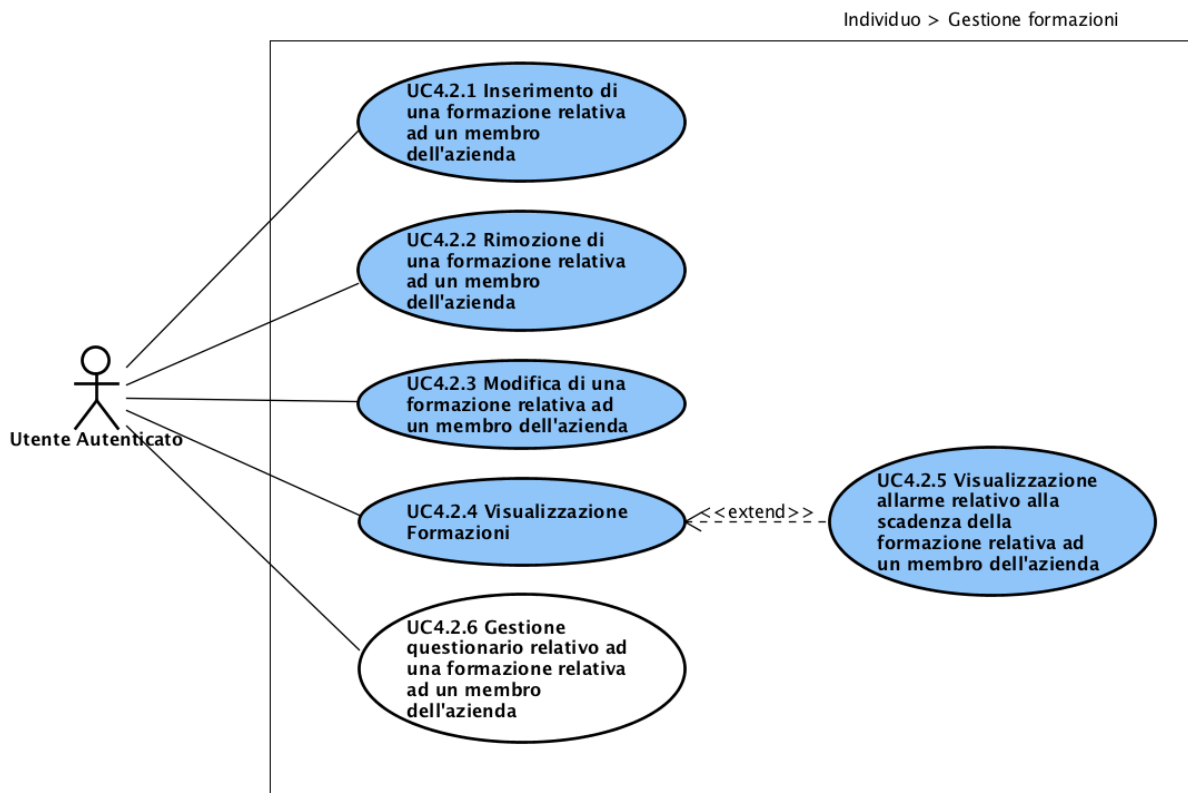 Individuo > Gestione formazioni
UC4.2.1 Inserimento di
una formazione relativa
ad un membro
dell'azienda
UC4.2.2 Rimozione di
una formazione relativa
ad un membro
dell'azienda
UC4.2.3 Modifica di una
formazione relativa ad
un membro dell'azienda
Utente Autenticato
UC4.2.4 Visualizzazione
Formazioni
<<extend>>
UC4.2.5 Visualizzazione
allarme relativo alla
scadenza della
formazione relativa ad
un membro dell'azienda
UC4.2.6 Gestione
questionario relativo ad
una formazione relativa
ad un membro
dell'azienda